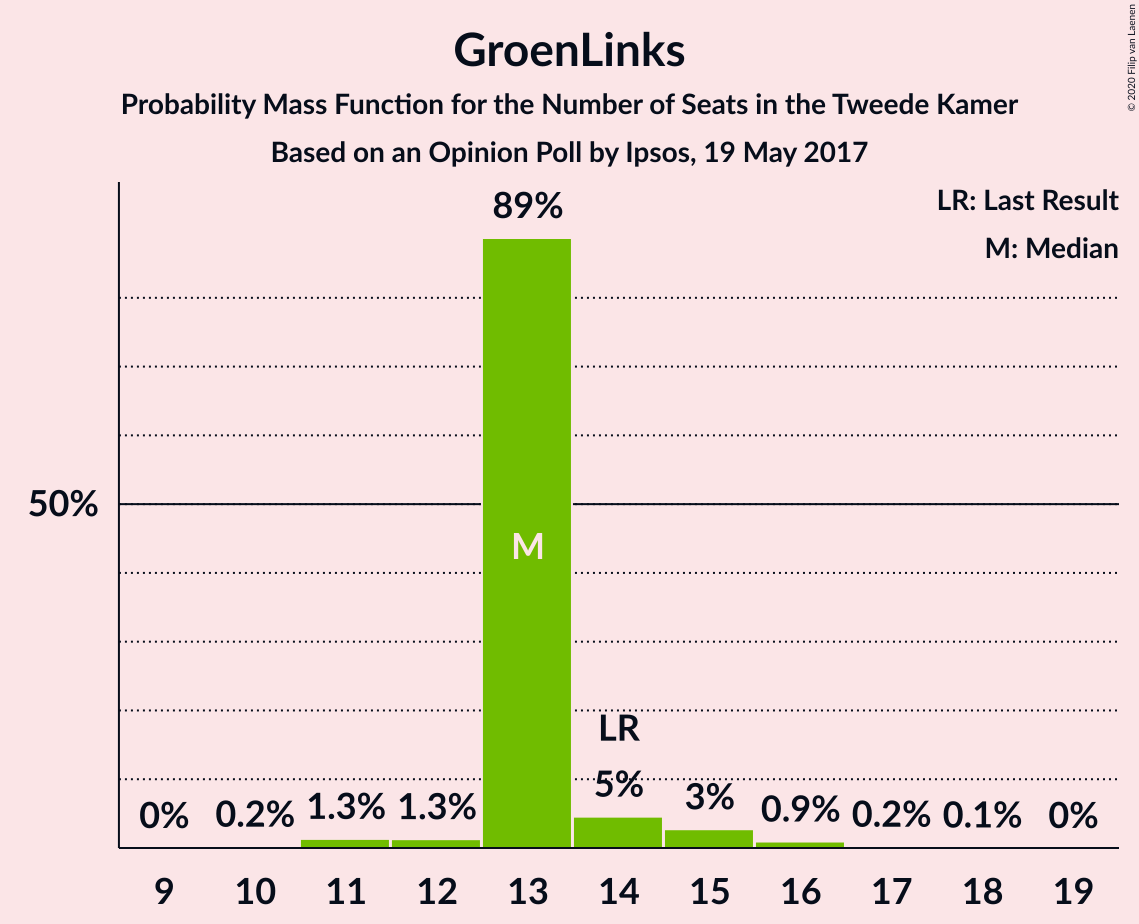 GroenLinks
Probability Mass Function for the Number of Seats in the Tweede Kamer
Based on an Opinion Poll by Ipsos, 19 May 2017
© 2020 Filip van Laenen
LR: Last Result
M: Median
89%
50%
M
LR
0% 0.2% 1.3% 1.3% 5% 3% 0.9% 0.2% 0.1% 0%
9 10 11 12 13 14 15 16 17 18 19